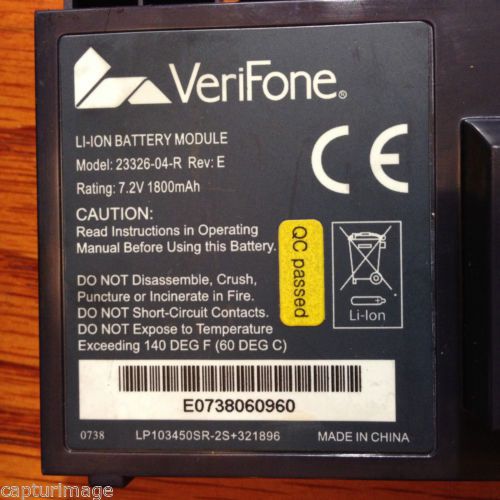 VeriFone®
LI-ION BATTERY MODULE
Model: 23326-04-R Rev: E
Rating: 7.2V 1800mAh
CE
CAUTION:
Read Instructions in Operating
Manual Before Using this Battery.
DO NOT Disassemble, Crush,
Puncture or Incinerate in Fire.
DO NOT Short-Circuit Contacts.
DO NOT Expose to Temperature
Exceeding 140 DEG F (60 DEG C)
QC passed
Li-Ion
E0738060960
0738 LP103450SR-2S+321896 MADE IN CHINA
capturimage